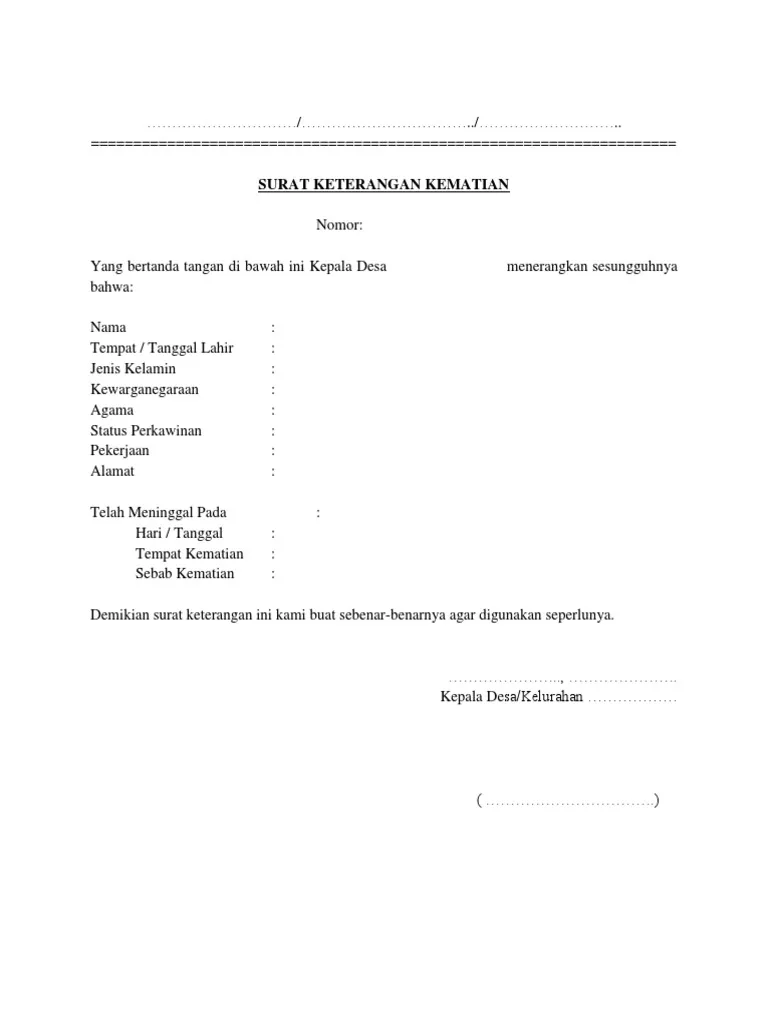 …………………………/……………………………../………………………..
=====================================================================
SURAT KETERANGAN KEMATIAN
Nomor:
Yang bertanda tangan di bawah ini Kepala Desa menerangkan sesungguhnya
bahwa:
Nama :
Tempat / Tanggal Lahir :
Jenis Kelamin :
Kewarganegaraan :
Agama :
Status Perkawinan :
Pekerjaan :
Alamat :
Telah Meninggal Pada :
Hari / Tanggal :
Tempat Kematian :
Sebab Kematian :
Demikian surat keterangan ini kami buat sebenar-benarnya agar digunakan seperlunya.
………………….., ………………….
Kepala Desa/Kelurahan ………………
( …………………………….)